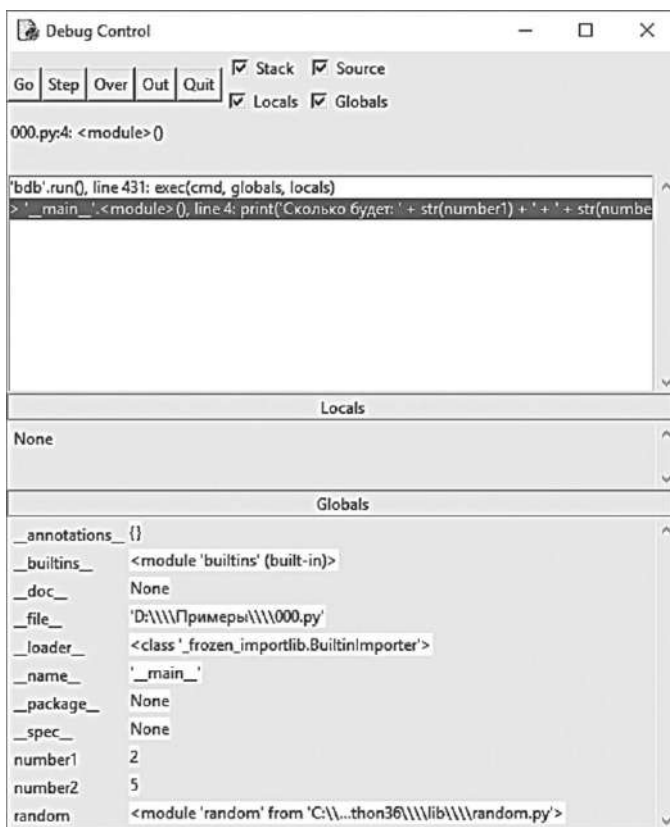 Debug Control
Go Step Over Out Quit Stack Source
Locals Globals
000.py:4: <module>()
'bdb'.run(), line 431: exec(cmd, globals, locals)
> '__main__'.<module>(), line 4: print('Сколько будет: ' + str(number1) + ' + ' + str(numbe
Locals
None
Globals
__annotations__ {}
__builtins__ <module 'builtins' (built-in)>
__doc__ None
__file__ 'D:\\\\Примеры\\\\000.py'
__loader__ <class '_frozen_importlib.BuiltinImporter'>
__name__ '__main__'
__package__ None
__spec__ None
number1 2
number2 5
random <module 'random' from 'C:\\...thon36\\\\lib\\\\random.py'>